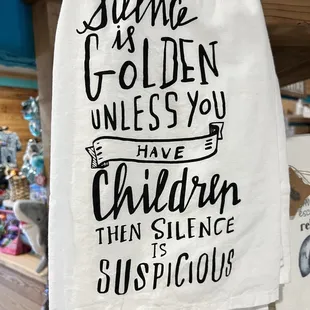 Silence
is
GOLDEN
UNLESS YOU
HAVE
Children
THEN SILENCE
IS
SUSPICIOUS